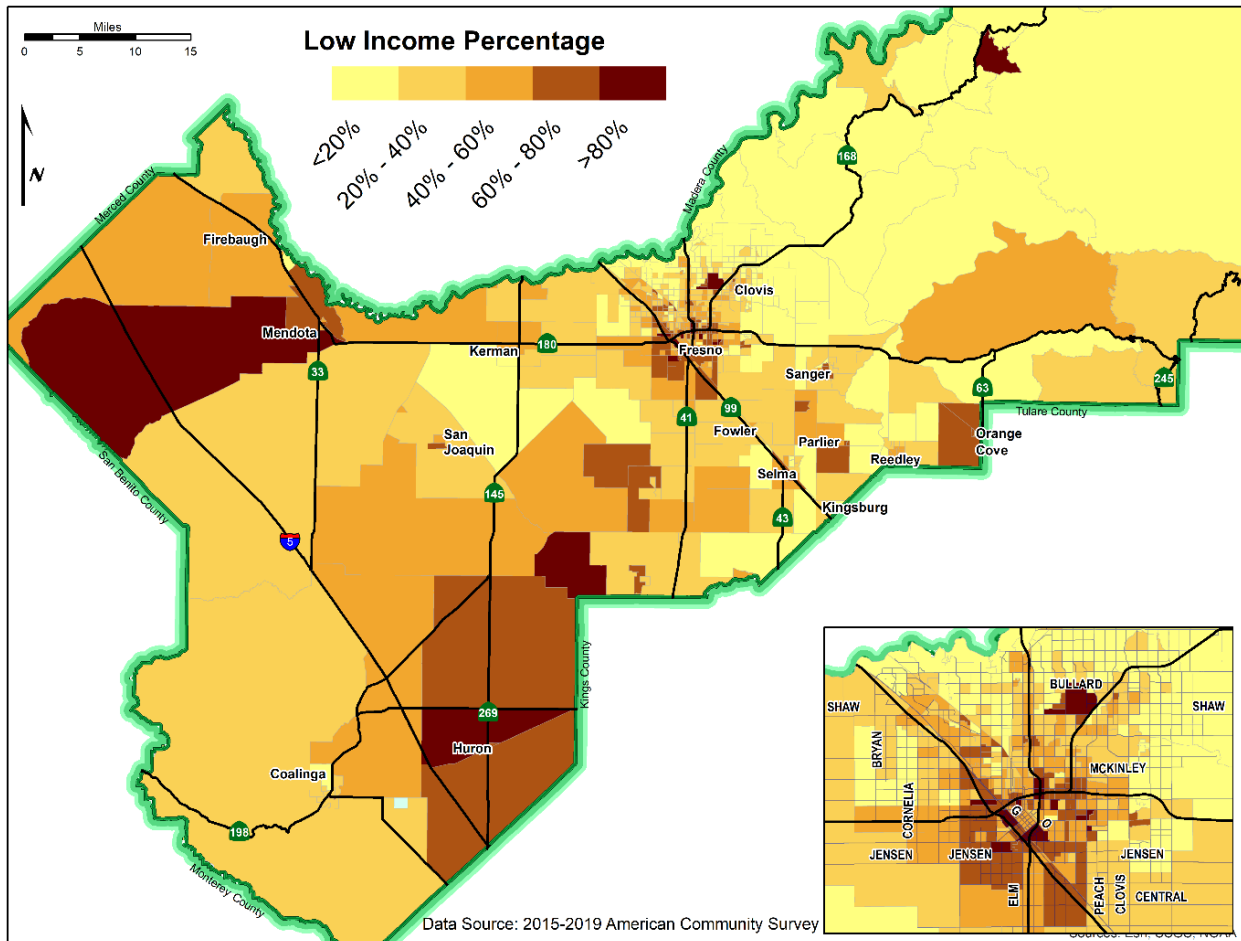 Miles
0 5 10 15
Low Income Percentage
<20%
20% - 40%
40% - 60%
60% - 80%
>80%
N
Merced County
Madera County
168
Firebaugh
Clovis
Mendota
Kerman
180
Fresno
33
Sanger
63
245
Tulare County
41
99
Fowler
San
Joaquin
Parlier
Orange
Cove
Reedley
Selma
San Benito County
145
Kingsburg
43
5
Kings County
269
Huron
Coalinga
198
Monterey County
BULLARD
SHAW
SHAW
BRYAN
MCKINLEY
CORNELIA
G
O
JENSEN
JENSEN
JENSEN
ELM
PEACH
CLOVIS
CENTRAL
Data Source: 2015-2019 American Community Survey